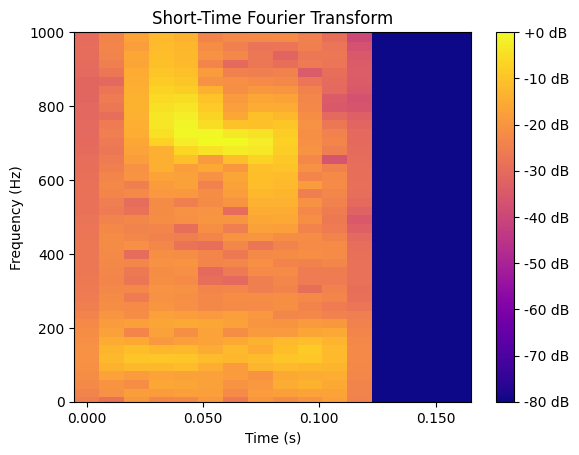 Short-Time Fourier Transform
1000
800
600
400
200
0
Frequency (Hz)
0.000
0.050
0.100
0.150
Time (s)
+0 dB
-10 dB
-20 dB
-30 dB
-40 dB
-50 dB
-60 dB
-70 dB
-80 dB